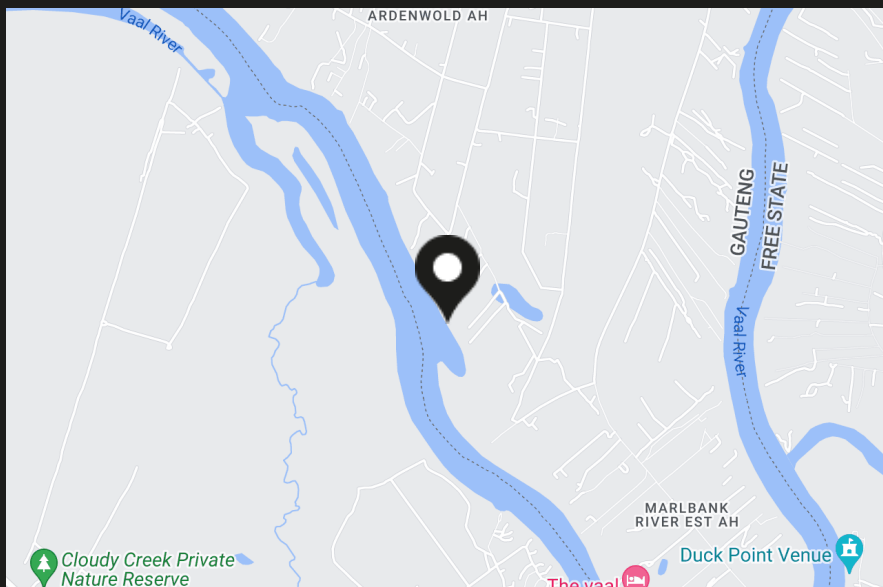 ARDENWOLD AH
Vaal River
GAUTENG
FREE STATE
Vaal River
MARLBANK
RIVER EST AH
Duck Point Venue
Cloudy Creek Private
Nature Reserve
The vaal